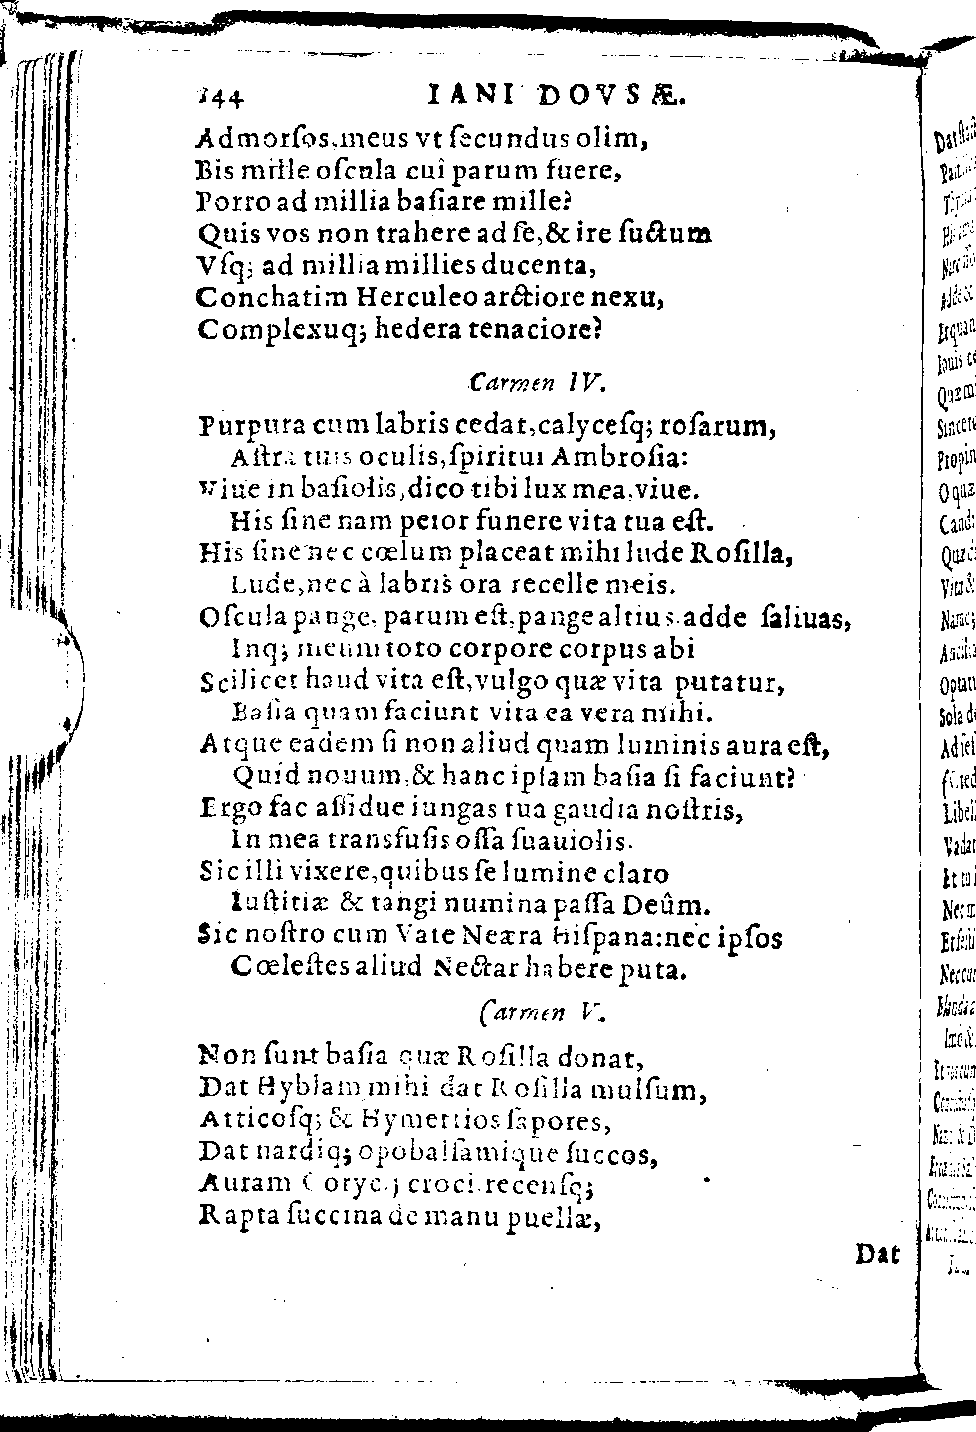 144 IANI DOVSÆ.
Admorſos, meus vt ſecundus olim,
Bis mille oſcula cui parum fuere,
Porro ad millia baſiare mille?
Quis vos non trahere ad ſe, & ire ſuctum
Vſq; ad millia millies ducenta,
Conchatim Herculeo arctiore nexu,
Complexuq; hedera tenaciore?
Carmen IV.
Purpura cum labris cedat, calyceſq; roſarum,
Aſtra tuis oculis, ſpiritui Ambroſia:
Viue in baſiolis, dico tibi lux mea, viue.
His ſine nam peior funere vita tua eſt.
His ſine nec cœlum placeat mihi lude Roſilla,
Lude, nec à labris ora recelle meis.
Oſcula pange, parum eſt, pange altius adde ſaliuas,
Inq; meum toto corpore corpus abi
Scilicet haud vita eſt, vulgo quæ vita putatur,
Baſia quam faciunt vita ea vera mihi.
Atque eadem ſi non aliud quam luminis aura eſt,
Quid nouum, & hanc ipſam baſia ſi faciunt?
Ergo fac aſſidue iungas tua gaudia noſtris,
In mea transfuſis oſſa ſuauiolis.
Sic illi vixere, quibus ſe lumine claro
Iuſtitiæ & tangi numina paſſa Deûm.
Sic noſtro cum Vate Neæra Hiſpana: nec ipſos
Cœleſtes aliud Nectar habere puta.
Carmen V.
Non ſunt baſia quæ Roſilla donat,
Dat Hyblam mihi dat Roſilla mulſum,
Atticoſq; & Hymettios ſapores,
Dat nardiq; opobalſamique ſuccos,
Auram croci, recenſq;
Rapta ſuccina de manu puellæ,
Dat